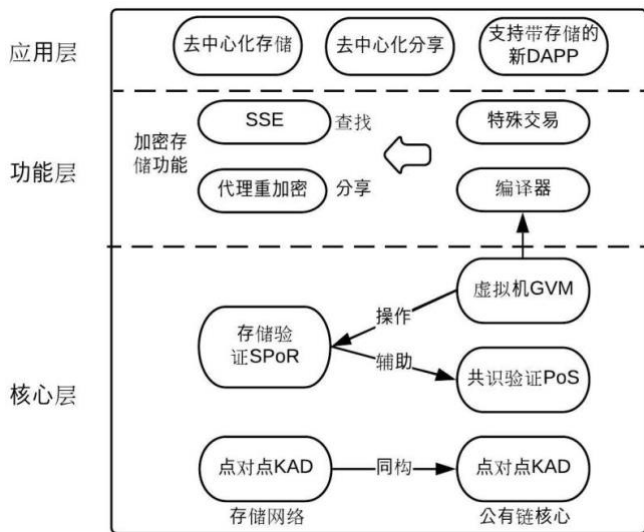 应用层
去中心化存储
去中心化分享
支持带存储的
新DAPP
功能层
加密存
储功能
SSE
查找
特殊交易
代理重加密
分享
编译器
核心层
虚拟机GVM
操作
存储验
证SPoR
辅助
共识验证PoS
点对点KAD
同构
点对点KAD
存储网络
公有链核心